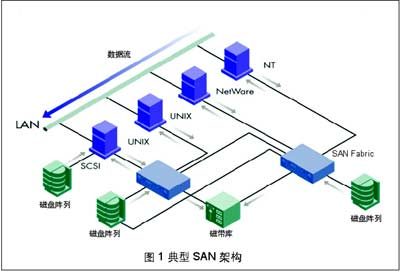 数据流
NT
NetWare
UNIX
LAN
UNIX
SCSI
SAN Fabric
磁盘阵列
磁盘阵列
磁带库
磁盘阵列
图 1 典型 SAN 架构